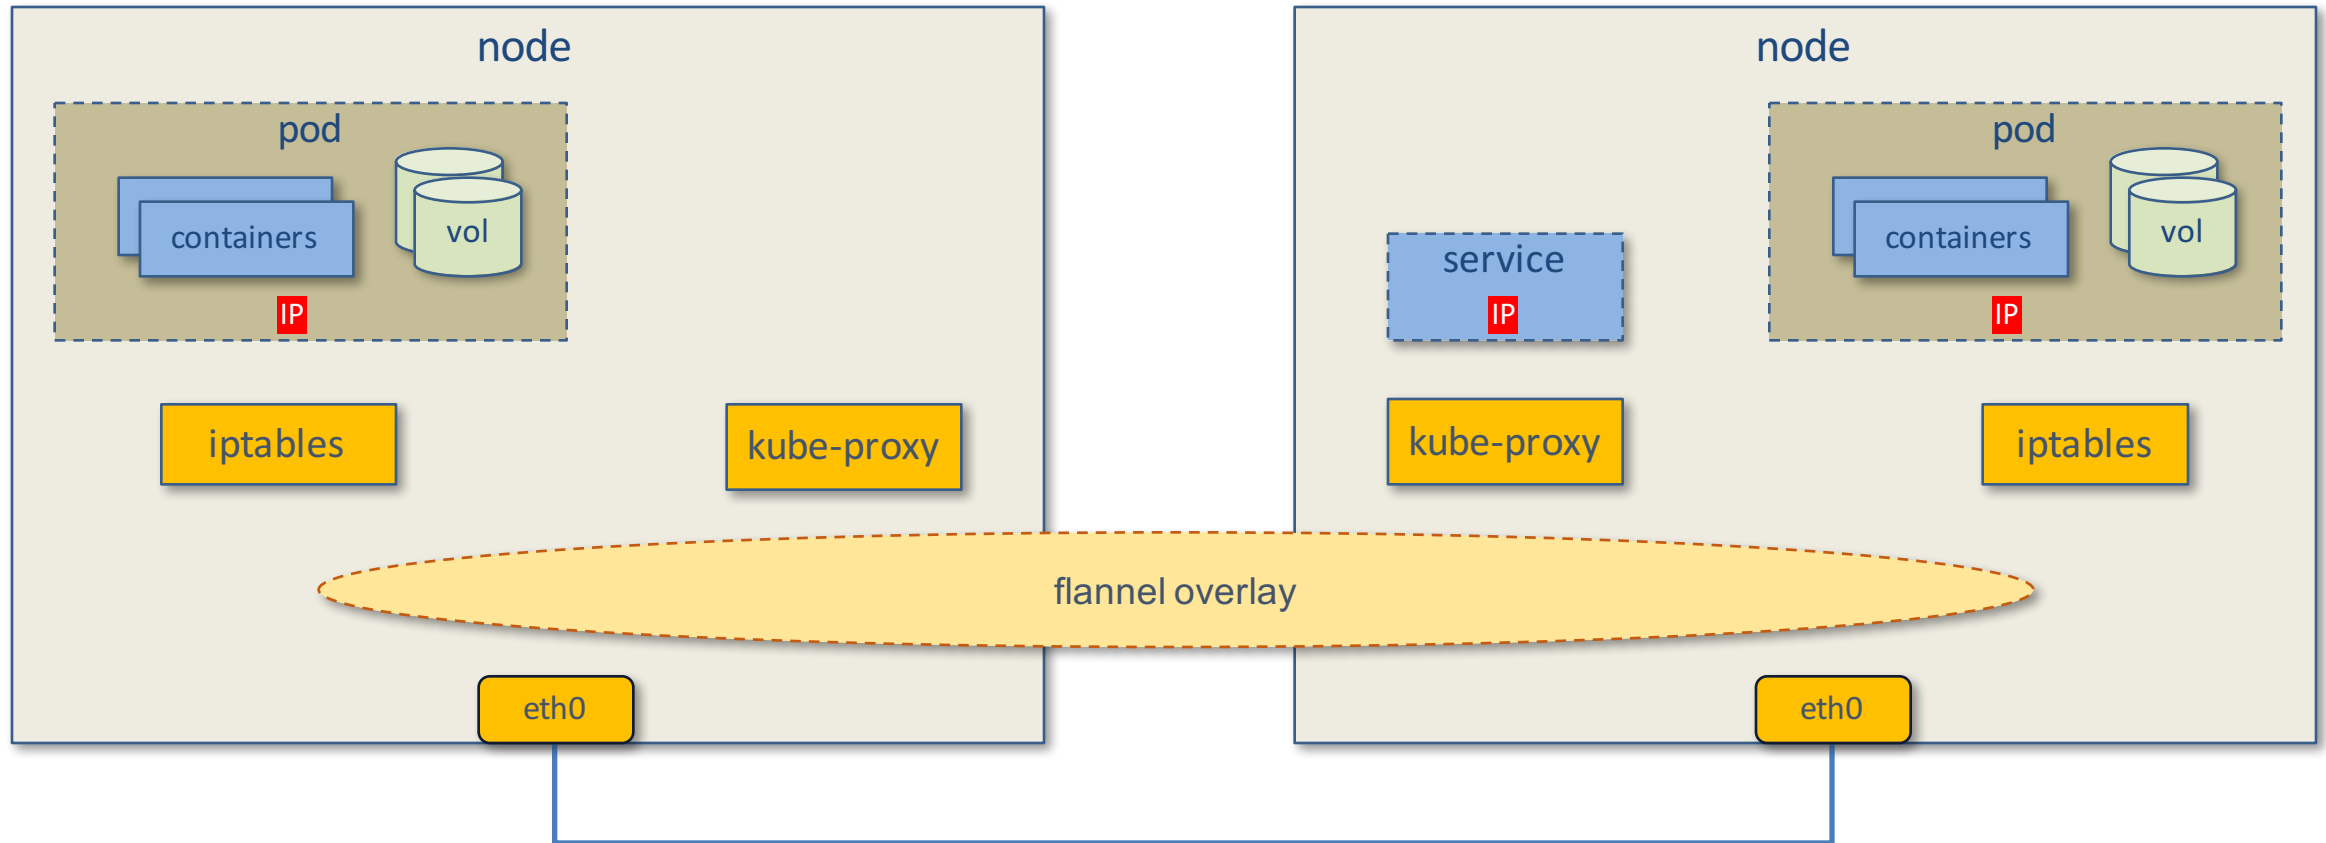 node
pod
containers
vol
IP
iptables
kube-proxy
node
pod
containers
vol
IP
service
IP
kube-proxy
iptables
flannel overlay
eth0
eth0